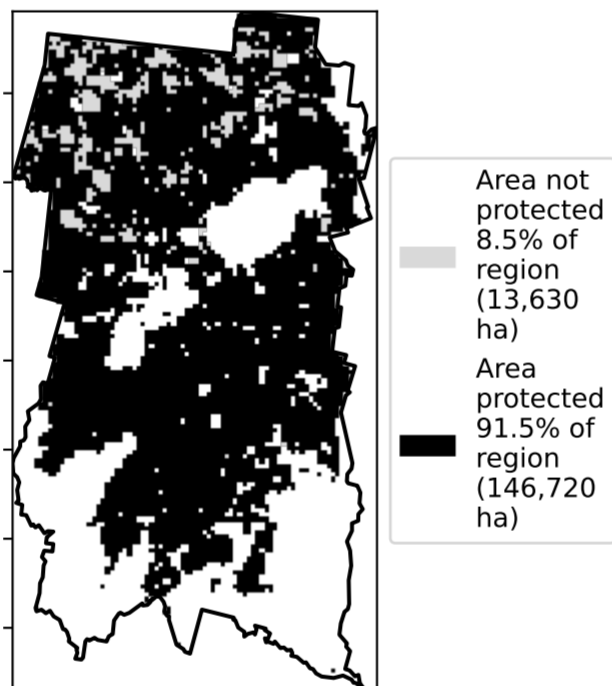 Area not
protected
8.5% of
region
(13,630
ha)
Area
protected
91.5% of
region
(146,720
ha)